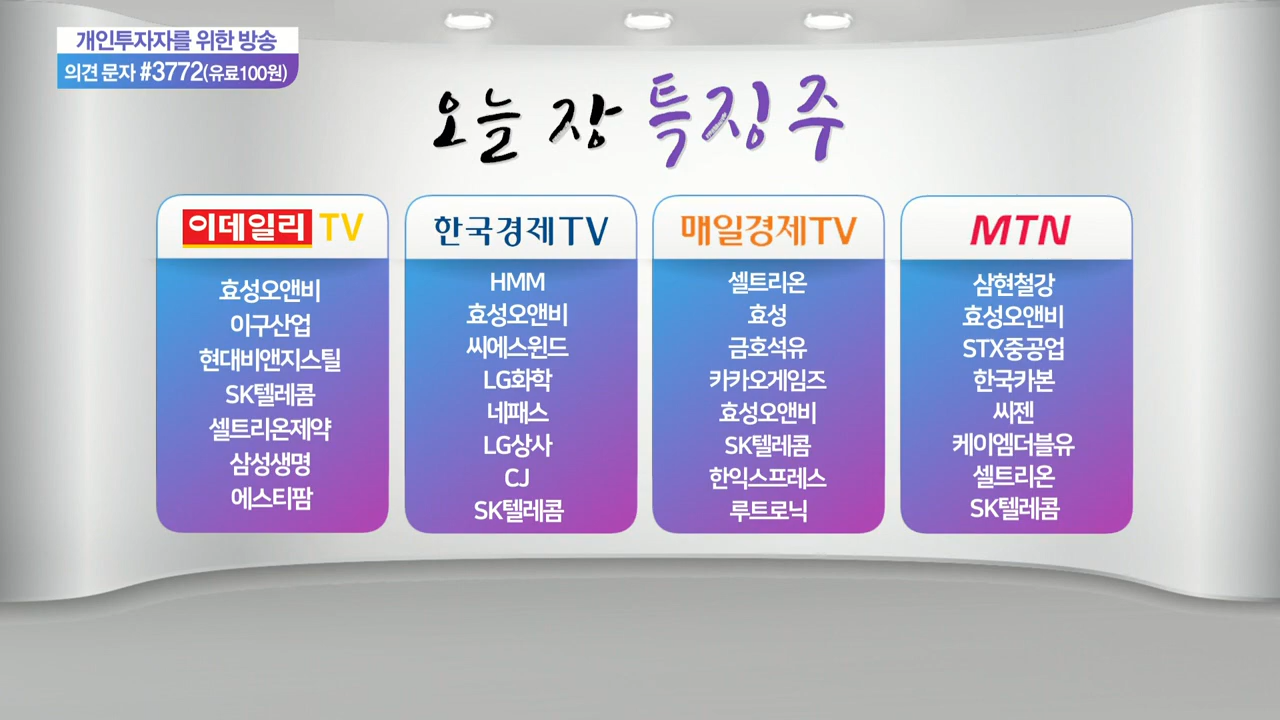 개인투자자를 위한 방송
의견 문자 #3772(유료100원)
오늘 장 특징주
이데일리 TV
효성오앤비
이구산업
현대비앤지스틸
SK텔레콤
셀트리온제약
삼성생명
에스티팜
한국경제TV
HMM
효성오앤비
씨에스윈드
LG화학
네패스
LG상사
CJ
SK텔레콤
매일경제TV
셀트리온
효성
금호석유
카카오게임즈
효성오앤비
SK텔레콤
한익스프레스
루트로닉
MTN
삼현철강
효성오앤비
STX중공업
한국카본
씨젠
케이엠더블유
셀트리온
SK텔레콤